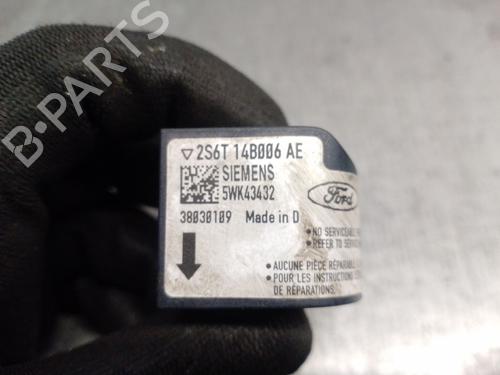 2S6T 14B006 AE
SIEMENS
5WK43432
38030109 Made in D
Ford
• NO SERVICEABLE
• REFER TO
• AUCUNE PIÈCE RÉPARABLE
• POUR LES INSTRUCTIONS
DE RÉPARATIONS.
B-PARTS